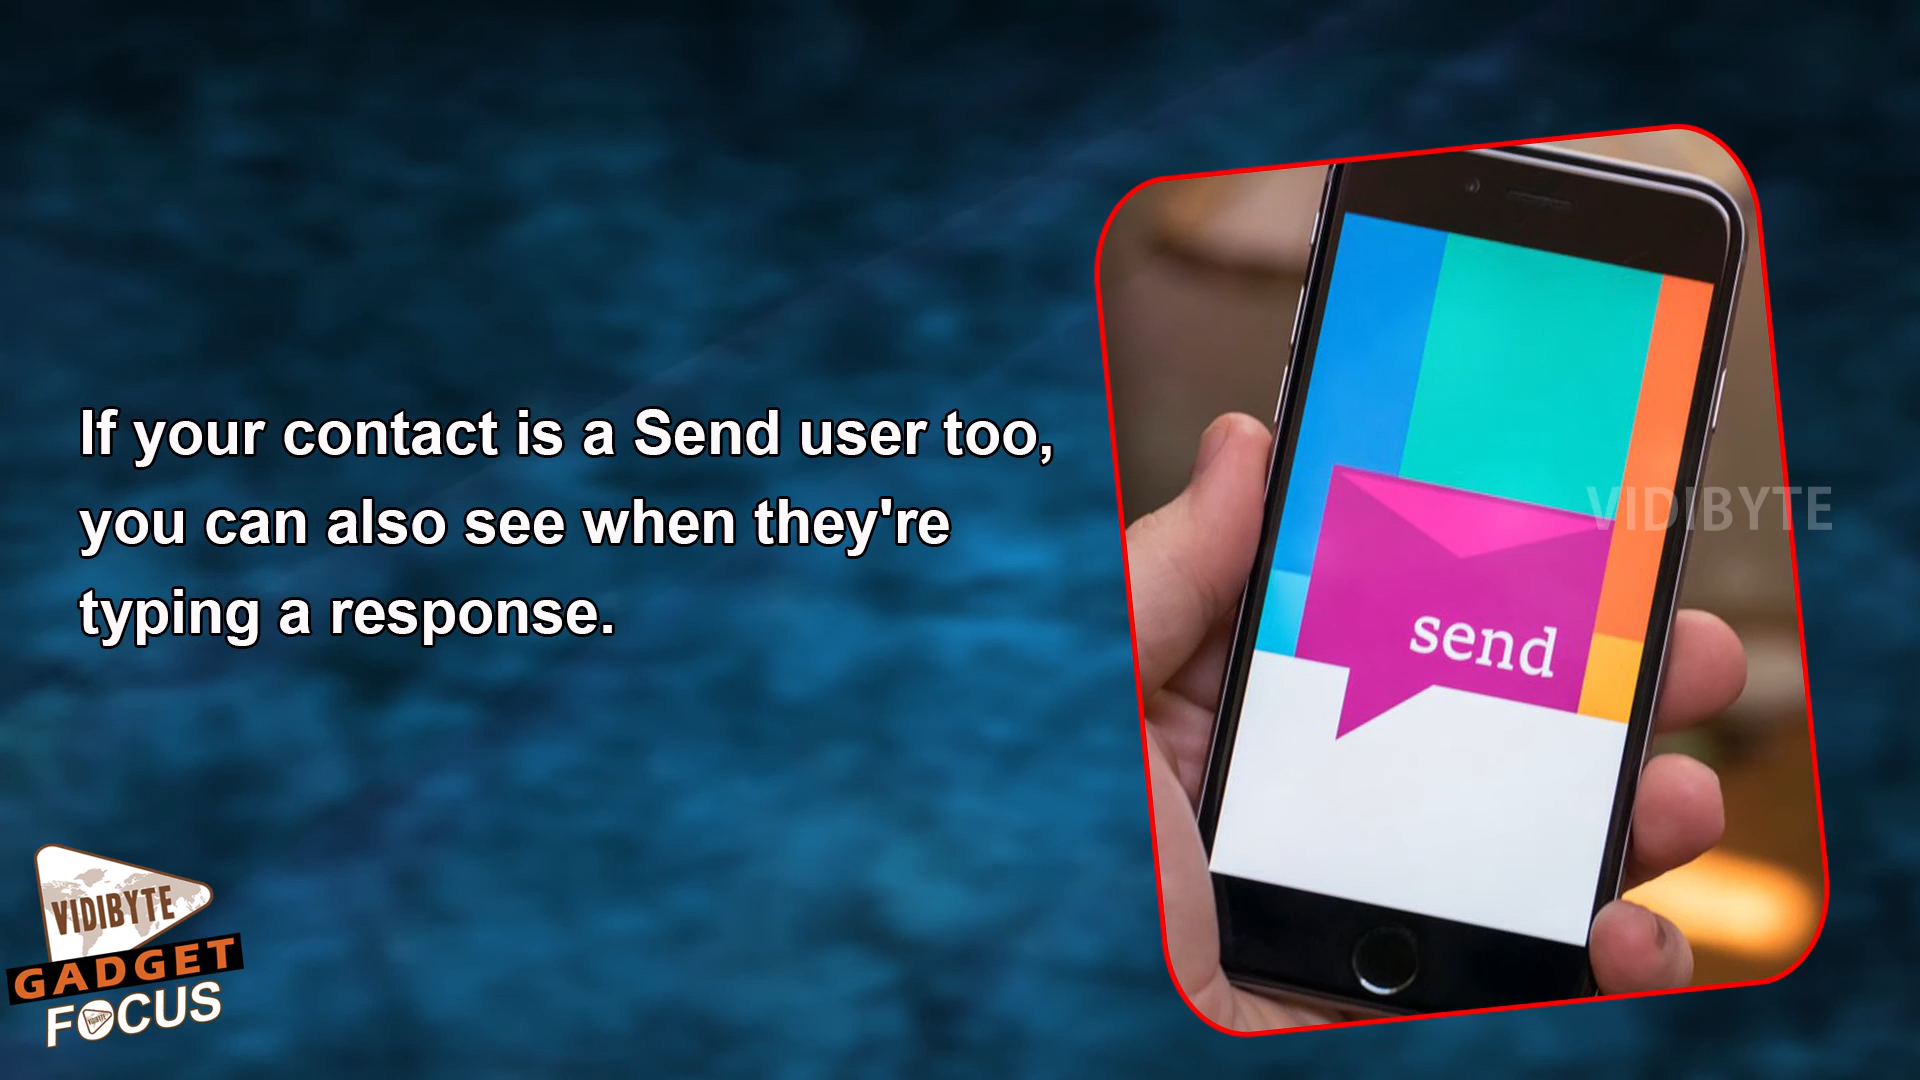 If your contact is a Send user too,
you can also see when they're
typing a response.
send
VIDIBYTE
VIDIBYTE
GADGET
FOCUS